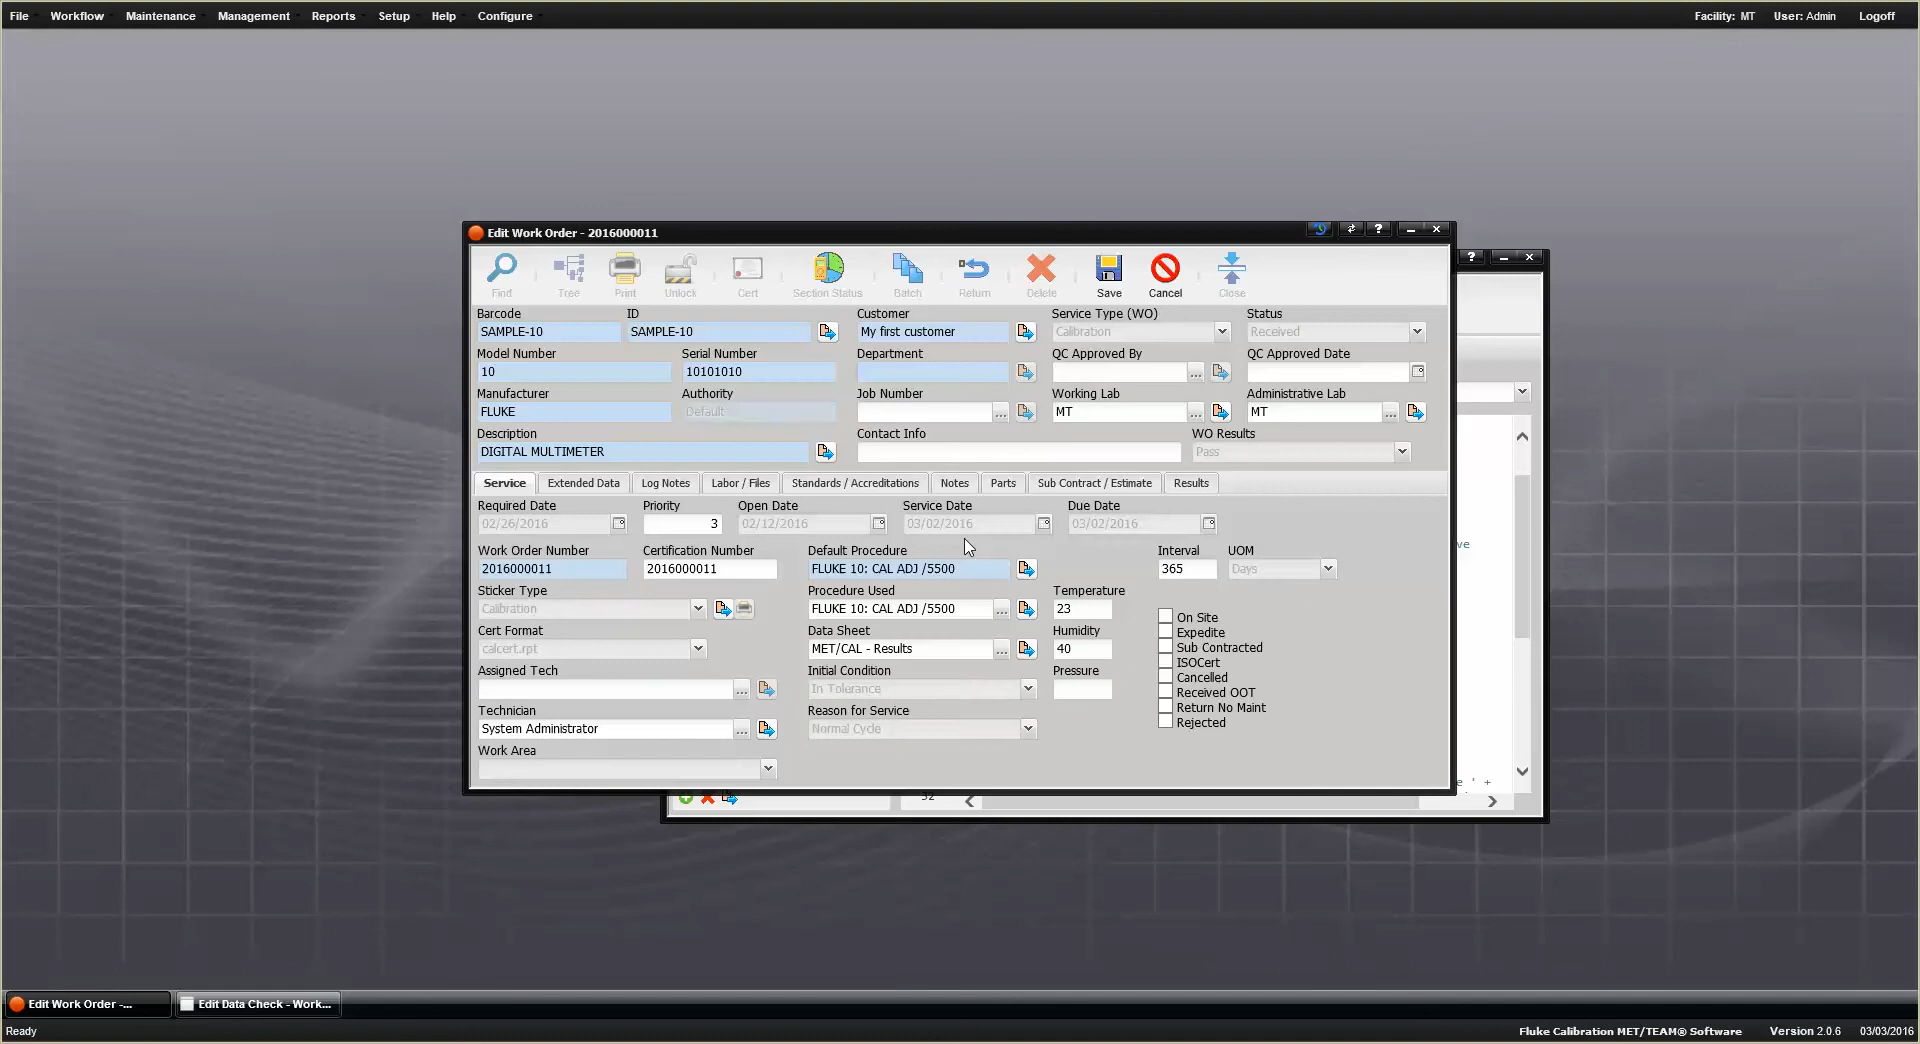 File Workflow Maintenance Management Reports Setup Help Configure Facility: MT User: Admin Logoff
Edit Work Order - 2016000011 ?
?
Find Tree Print Unlock Cert Section Status Batch Return Delete Save Cancel Close
Barcode ID Customer Service Type (WO) Status
SAMPLE-10 SAMPLE-10 My first customer Calibration Received
Model Number Serial Number Department QC Approved By QC Approved Date
10 10101010 ...
Manufacturer Authority Job Number Working Lab Administrative Lab
FLUKE Default ... MT ... MT ...
Description Contact Info WO Results
DIGITAL MULTIMETER Pass
Service Extended Data Log Notes Labor / Files Standards / Accreditations Notes Parts Sub Contract / Estimate Results
Required Date Priority Open Date Service Date Due Date
02/26/2016 3 02/12/2016 03/02/2016 03/02/2016
ve
Work Order Number Certification Number Default Procedure Interval UOM
2016000011 2016000011 FLUKE 10: CAL ADJ /5500 365 Days
Sticker Type Procedure Used Temperature
Calibration FLUKE 10: CAL ADJ /5500 ... 23
On Site
Cert Format Data Sheet Humidity Expedite
calcert.rpt MET/CAL - Results ... 40 Sub Contracted
ISOCert
Assigned Tech Initial Condition Pressure Cancelled
... In Tolerance Received OOT
Technician Reason for Service Return No Maint
System Administrator ... Normal Cycle Rejected
Work Area
e ' +
32
Edit Work Order -... Edit Data Check - Work...
Ready Fluke Calibration MET/TEAM® Software Version 2.0.6 03/03/2016